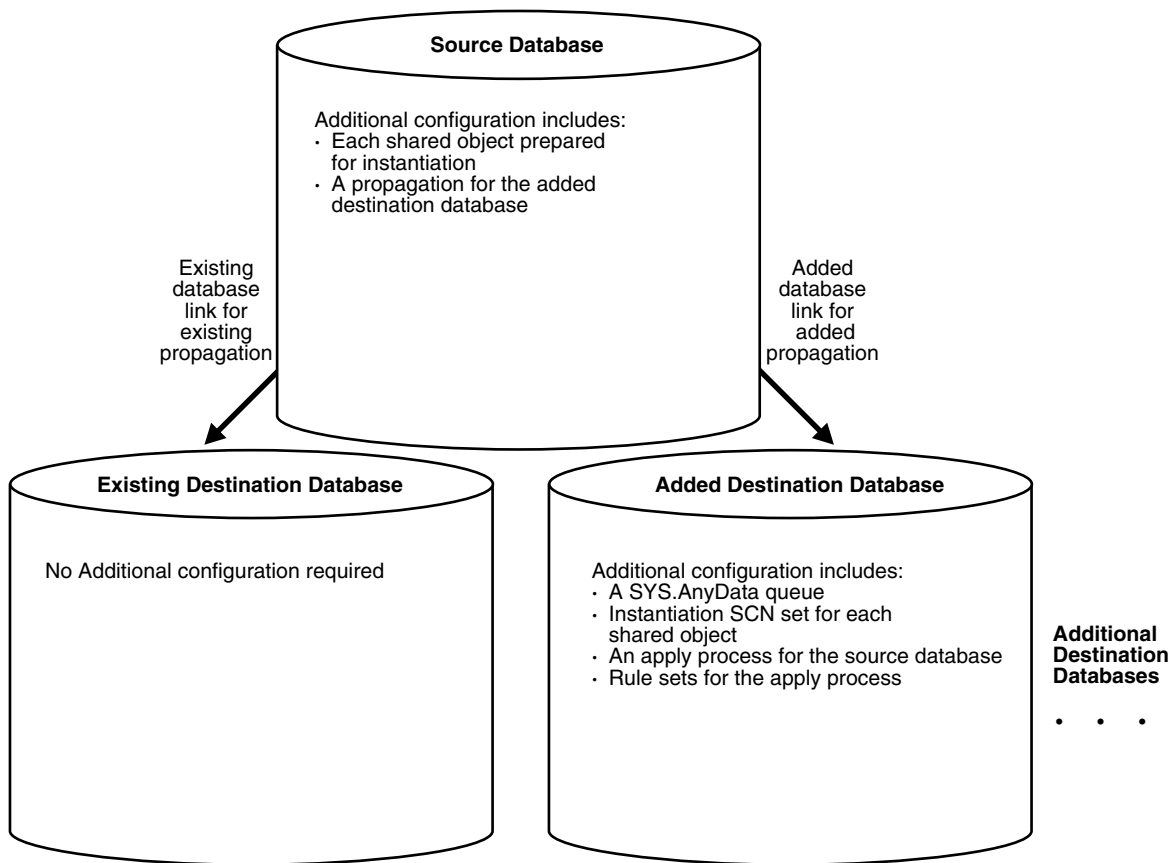 Source Database
Additional configuration includes:
· Each shared object prepared
for instantiation
· A propagation for the added
destination database
Existing
database
link for
existing
propagation
Added
database
link for
added
propagation
Existing Destination Database
No Additional configuration required
Added Destination Database
Additional configuration includes:
· A SYS.AnyData queue
· Instantiation SCN set for each
shared object
· An apply process for the source database
· Rule sets for the apply process
Additional
Destination
Databases
. . .